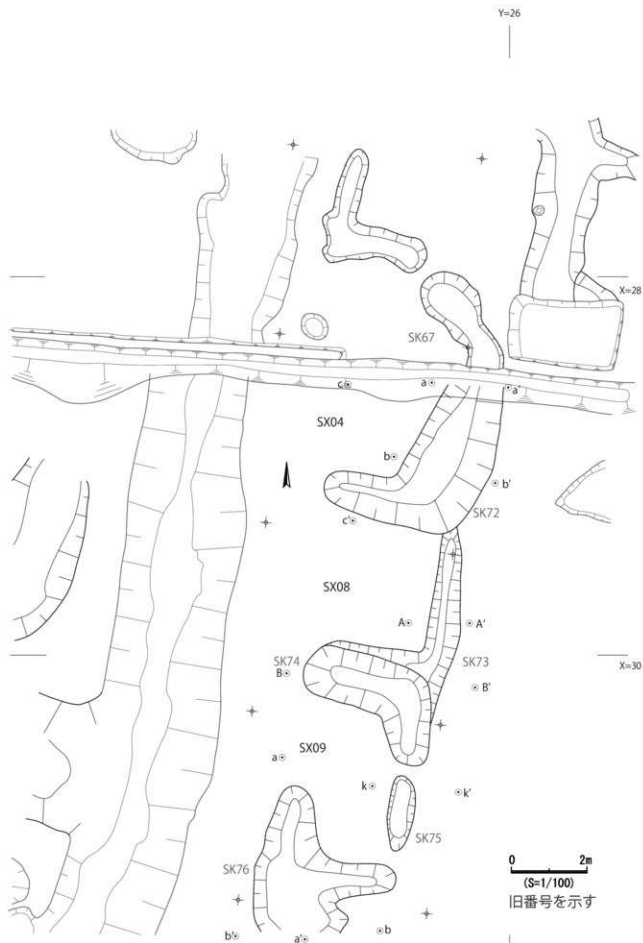 Y=26
X=28
SK67
c
a
a'
SX04
b
b'
SK72
c'
SX08
A
A'
SK74
SK73
X=30
B
B'
SX09
a
k
k'
SK75
SK76
0 2m
(S=1/100)
旧番号を示す
b'
a'
b